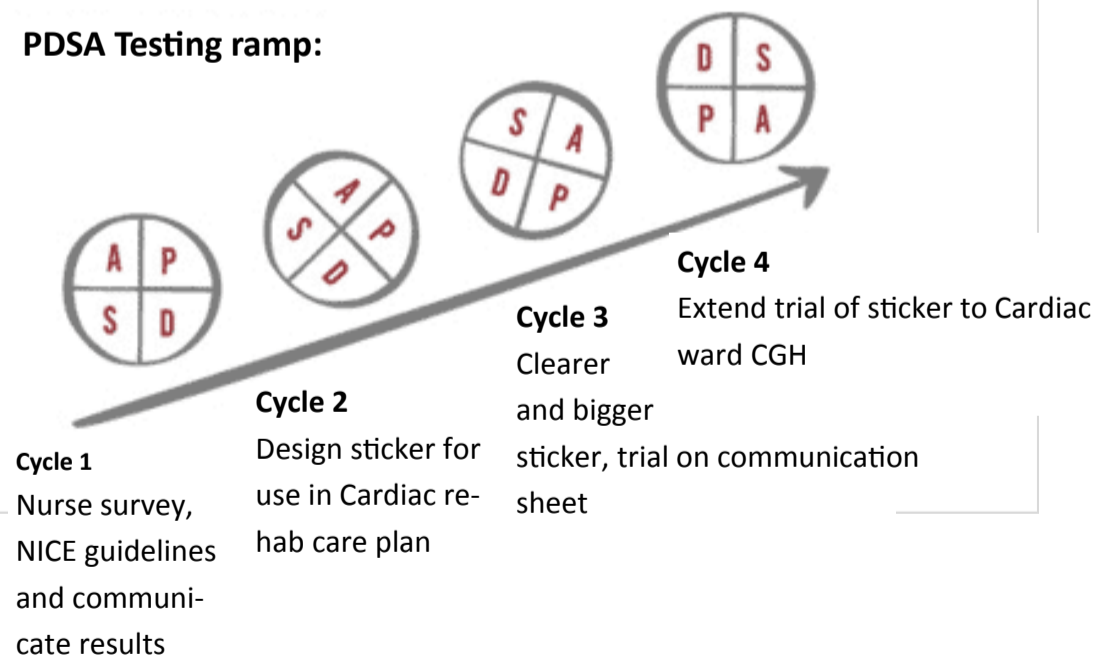 PDSA Testing ramp:
A P
S D
A
S P
D
S A
D P
D S
P A
Cycle 1
Nurse survey,
NICE guidelines
and communi-
cate results
Cycle 2
Design sticker for
use in Cardiac re-
hab care plan
Cycle 3
Clearer
and bigger
sticker, trial on communication
sheet
Cycle 4
Extend trial of sticker to Cardiac
ward CGH